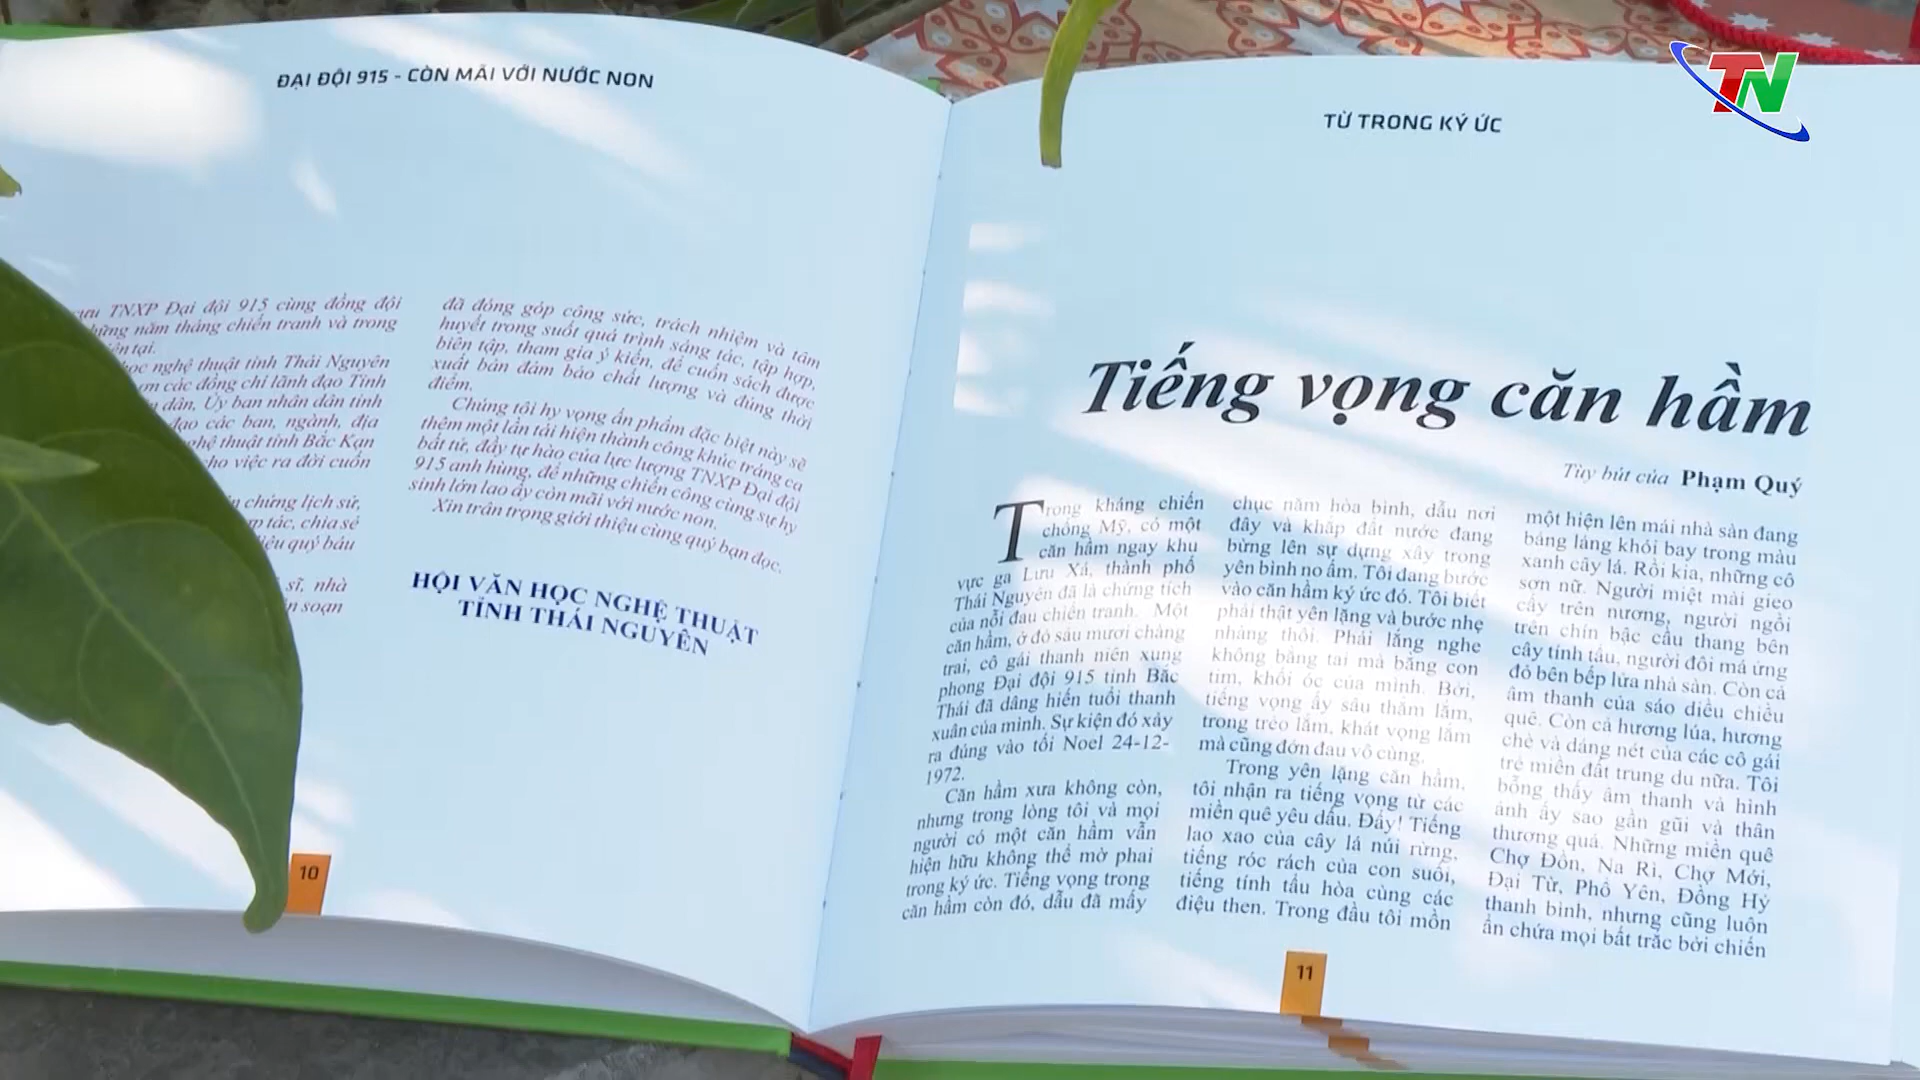 ĐẠI ĐỘI 915 - CÒN MÃI VỚI NƯỚC NON
TNXP Đại đội 915 cùng đồng đội
những năm tháng chiến tranh và trong
học nghệ thuật tỉnh Thái Nguyên
ơn các đồng chí lãnh đạo Tỉnh
dân, Ủy ban nhân dân tỉnh
đạo các ban, ngành, địa
nghệ thuật tỉnh Bắc Kạn
cho việc ra đời cuốn
chứng lịch sử,
tác, chia sẻ
liệu quý báu
sĩ, nhà
soạn
đã đóng góp công sức, trách nhiệm và tâm
huyết trong suốt quá trình sáng tác, tập hợp,
biên tập, tham gia ý kiến, để cuốn sách được
xuất bản đảm bảo chất lượng và đúng thời
điểm.
Chúng tôi hy vọng ấn phẩm đặc biệt này sẽ
thêm một lần tái hiện thành công khúc tráng ca
bất tử, đầy tự hào của lực lượng TNXP Đại đội
915 anh hùng, để những chiến công cùng sự hy
sinh lớn lao ấy còn mãi với nước non.
Xin trân trọng giới thiệu cùng quý bạn đọc.
HỘI VĂN HỌC NGHỆ THUẬT
TỈNH THÁI NGUYÊN
10
TỪ TRONG KÝ ỨC
TN
Tiếng vọng căn hầm
Tùy bút của Phạm Quý
Trong kháng chiến
chống Mỹ, có một
căn hầm ngay khu
vực ga Lưu Xá, thành phố
Thái Nguyên đã là chứng tích
của nỗi đau chiến tranh. Một
căn hầm, ở đó sáu mươi chàng
trai, cô gái thanh niên xung
phong Đại đội 915 tỉnh Bắc
Thái đã dâng hiến tuổi thanh
xuân của mình. Sự kiện đó xảy
ra đúng vào tối Noel 24-12-
1972.
Căn hầm xưa không còn,
nhưng trong lòng tôi và mọi
người có một căn hầm vẫn
hiện hữu không thể mờ phai
trong ký ức. Tiếng vọng trong
căn hầm còn đó, dẫu đã mấy
chục năm hòa bình, dẫu nơi
đây và khắp đất nước đang
bừng lên sự dựng xây trong
yên bình no ấm. Tôi đang bước
vào căn hầm ký ức đó. Tôi biết
phải thật yên lặng và bước nhẹ
nhàng thôi. Phải lắng nghe
không bằng tai mà bằng con
tim, khối óc của mình. Bởi,
tiếng vọng ấy sâu thẳm lắm,
trong trẻo lắm, khát vọng lắm
mà cũng đớn đau vô cùng.
Trong yên lặng căn hầm,
tôi nhận ra tiếng vọng từ các
miền quê yêu dấu. Đấy! Tiếng
lao xao của cây lá núi rừng,
tiếng róc rách của con suối,
tiếng tính tẩu hòa cùng các
điệu then. Trong đầu tôi mồn
một hiện lên mái nhà sàn đang
bảng lảng khói bay trong màu
xanh cây lá. Rồi kia, những cô
sơn nữ. Người miệt mài gieo
cấy trên nương, người ngồi
trên chín bậc cầu thang bên
cây tính tẩu, người đôi má ửng
đỏ bên bếp lửa nhà sàn. Còn cả
âm thanh của sáo diều chiều
quê. Còn cả hương lúa, hương
chè và dáng nét của các cô gái
trẻ miền đất trung du nữa. Tôi
bỗng thấy âm thanh và hình
ảnh ấy sao gần gũi và thân
thương quá. Những miền quê
Chợ Đồn, Na Rì, Chợ Mới,
Đại Từ, Phổ Yên, Đồng Hỷ
thanh bình, nhưng cũng luôn
ẩn chứa mọi bất trắc bởi chiến
11